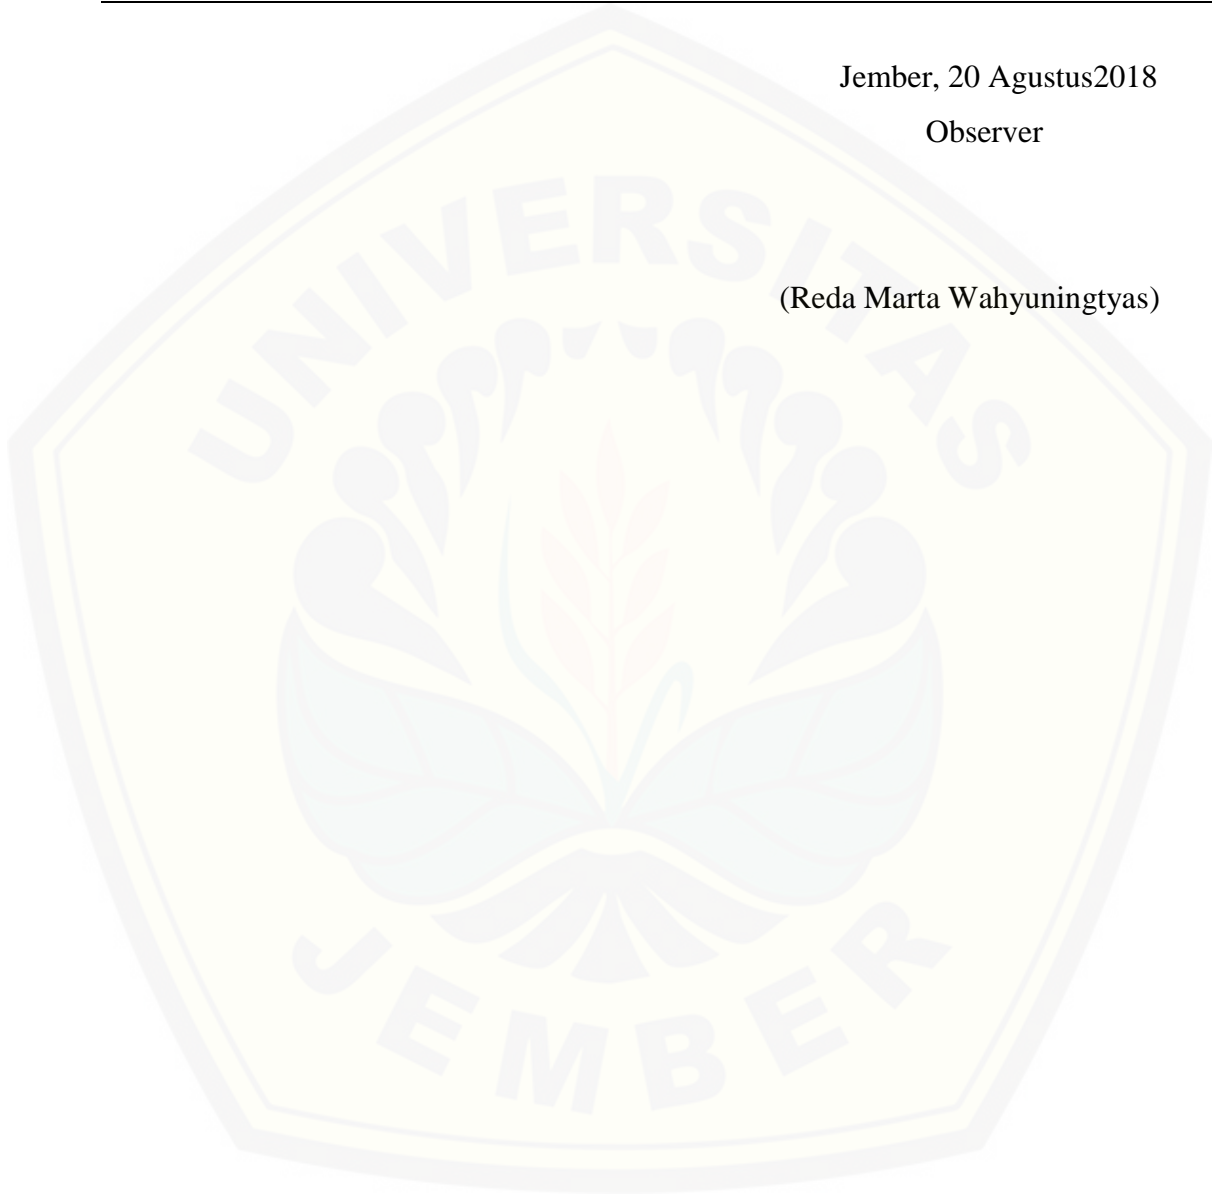 Jember, 20 Agustus2018
Observer
(Reda Marta Wahyuningtyas)
UNIVERSITAS
JEMBER